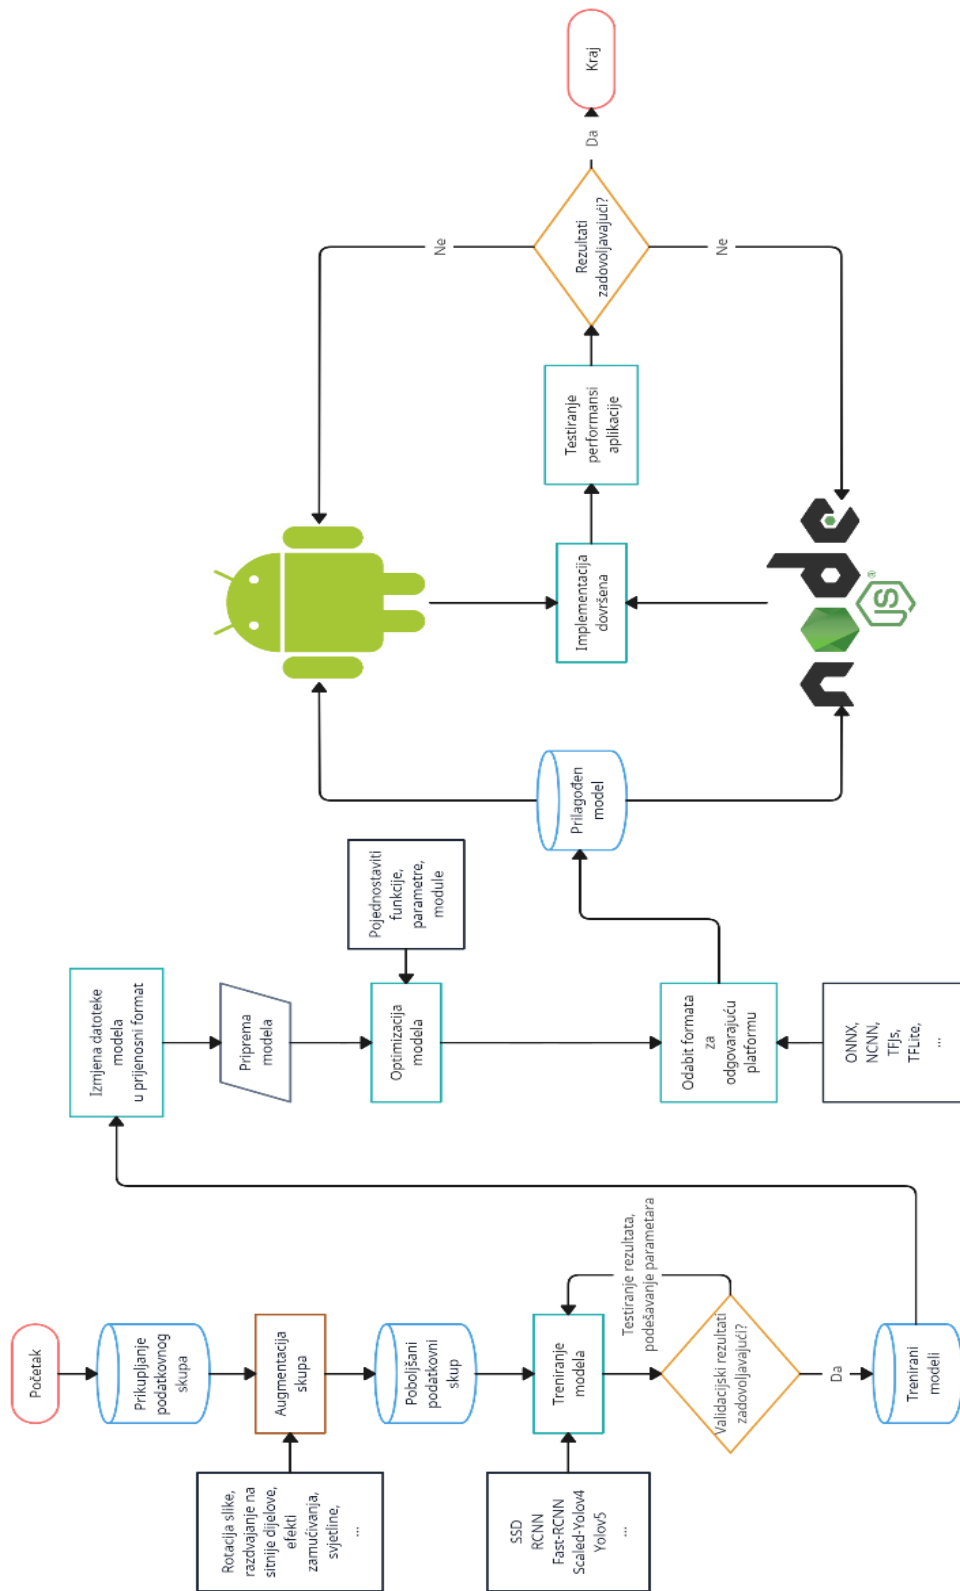 Početak
Prikupljanje
podatkovnog
skupa
Rotacija slike,
razdvajanje na
sitnije dijelove,
efekti
zamućivanja,
svjetline,
...
Augmentacija
skupa
Poboljšani
podatkovni
skup
SSD
RCNN
Fast-RCNN
Scaled-Yolov4
Yolov5
...
Treniranje
modela
Testiranje rezultata,
podešavanje parametara
Validacijski rezultati
zadovoljavajući?
Da
Trenirani
modeli
Izmjena datoteke
modela
u prijenosni format
Priprema
modela
Pojednostaviti
funkcije,
parametre,
module
Optimizacija
modela
Odabit formata
za
odgovarajuću
platformu
ONNX,
NCNN,
TFJs,
TFLite,
...
Prilagođen
model
node
JS
®
Implementacija
dovršena
Testiranje
performansi
aplikacije
Rezultati
zadovoljavajući?
Ne
Ne
Da
Kraj